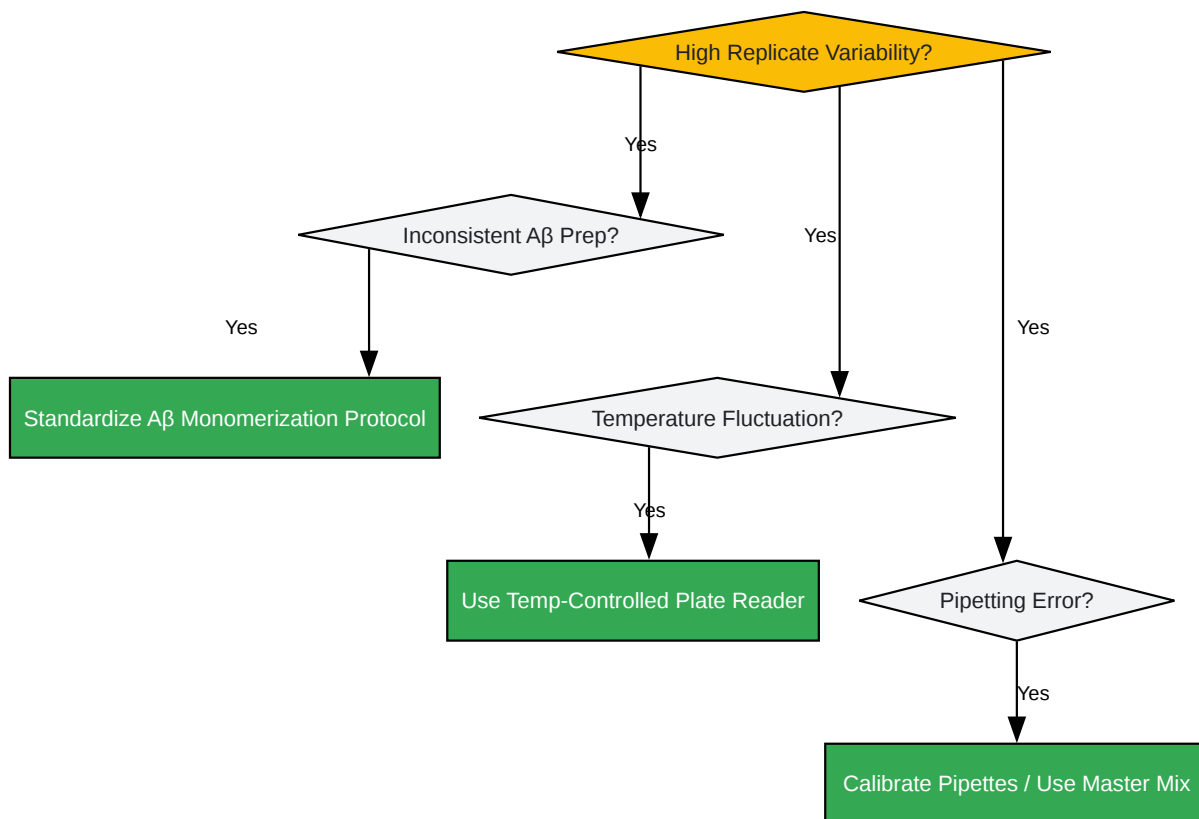 High Replicate Variability?
Yes
Inconsistent Aβ Prep?
Yes
Yes
Yes
Standardize Aβ Monomerization Protocol
Temperature Fluctuation?
Yes
Use Temp-Controlled Plate Reader
Pipetting Error?
Yes
Calibrate Pipettes / Use Master Mix